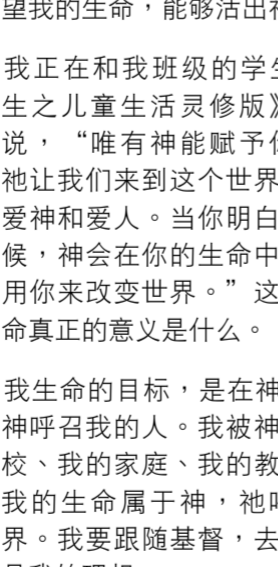 望我的生命，能够活出
我正在和我班级的学
生之儿童生活灵修版》
说，“唯有神能赋予
祂让我们来到这个世界
爱神和爱人。当你明白
候，神会在你的生命中
用你来改变世界。”这
命真正的意义是什么。
我生命的目标，是在神
神呼召我的人。我被神
校、我的家庭、我的教
我的生命属于神，祂
界。我要跟随基督，去